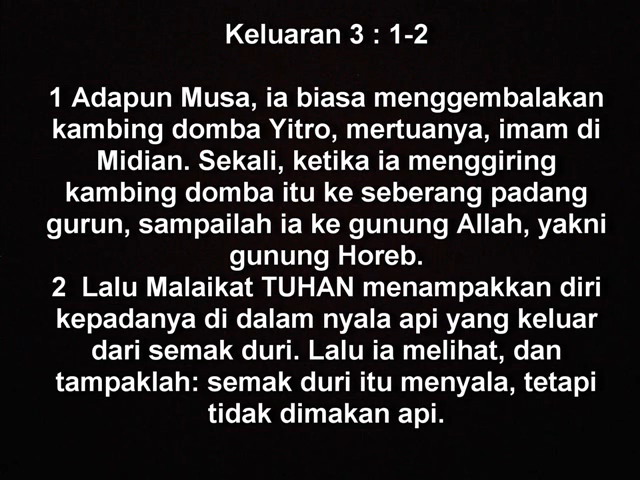 Keluaran 3 : 1-2
1 Adapun Musa, ia biasa menggembalakan
kambing domba Yitro, mertuanya, imam di
Midian. Sekali, ketika ia menggiring
kambing domba itu ke seberang padang
gurun, sampailah ia ke gunung Allah, yakni
gunung Horeb.
2  Lalu Malaikat TUHAN menampakkan diri
kepadanya di dalam nyala api yang keluar
dari semak duri. Lalu ia melihat, dan
tampaklah: semak duri itu menyala, tetapi
tidak dimakan api.